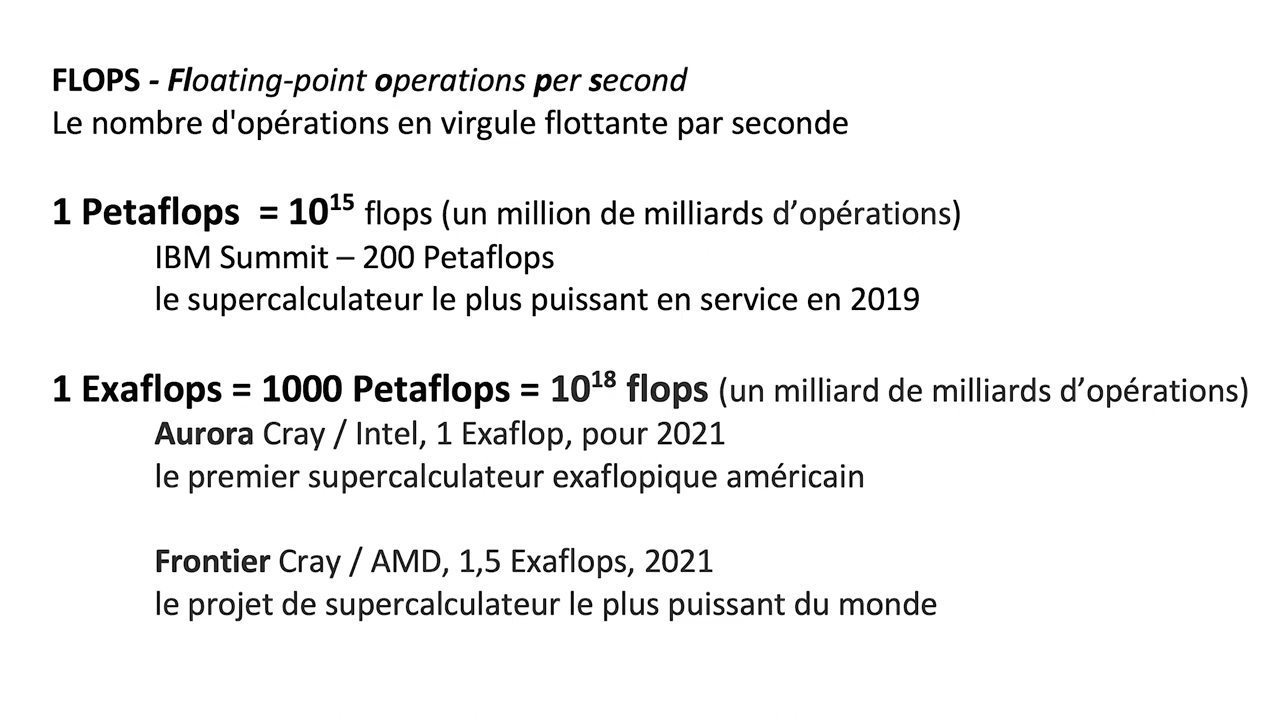 FLOPS - Floating-point operations per second
Le nombre d'opérations en virgule flottante par seconde
1 Petaflops = 10¹⁵ flops (un million de milliards d’opérations)
IBM Summit – 200 Petaflops
le supercalculateur le plus puissant en service en 2019
1 Exaflops = 1000 Petaflops = 10¹⁸ flops (un milliard de milliards d’opérations)
Aurora Cray / Intel, 1 Exaflop, pour 2021
le premier supercalculateur exaflopique américain
Frontier Cray / AMD, 1,5 Exaflops, 2021
le projet de supercalculateur le plus puissant du monde